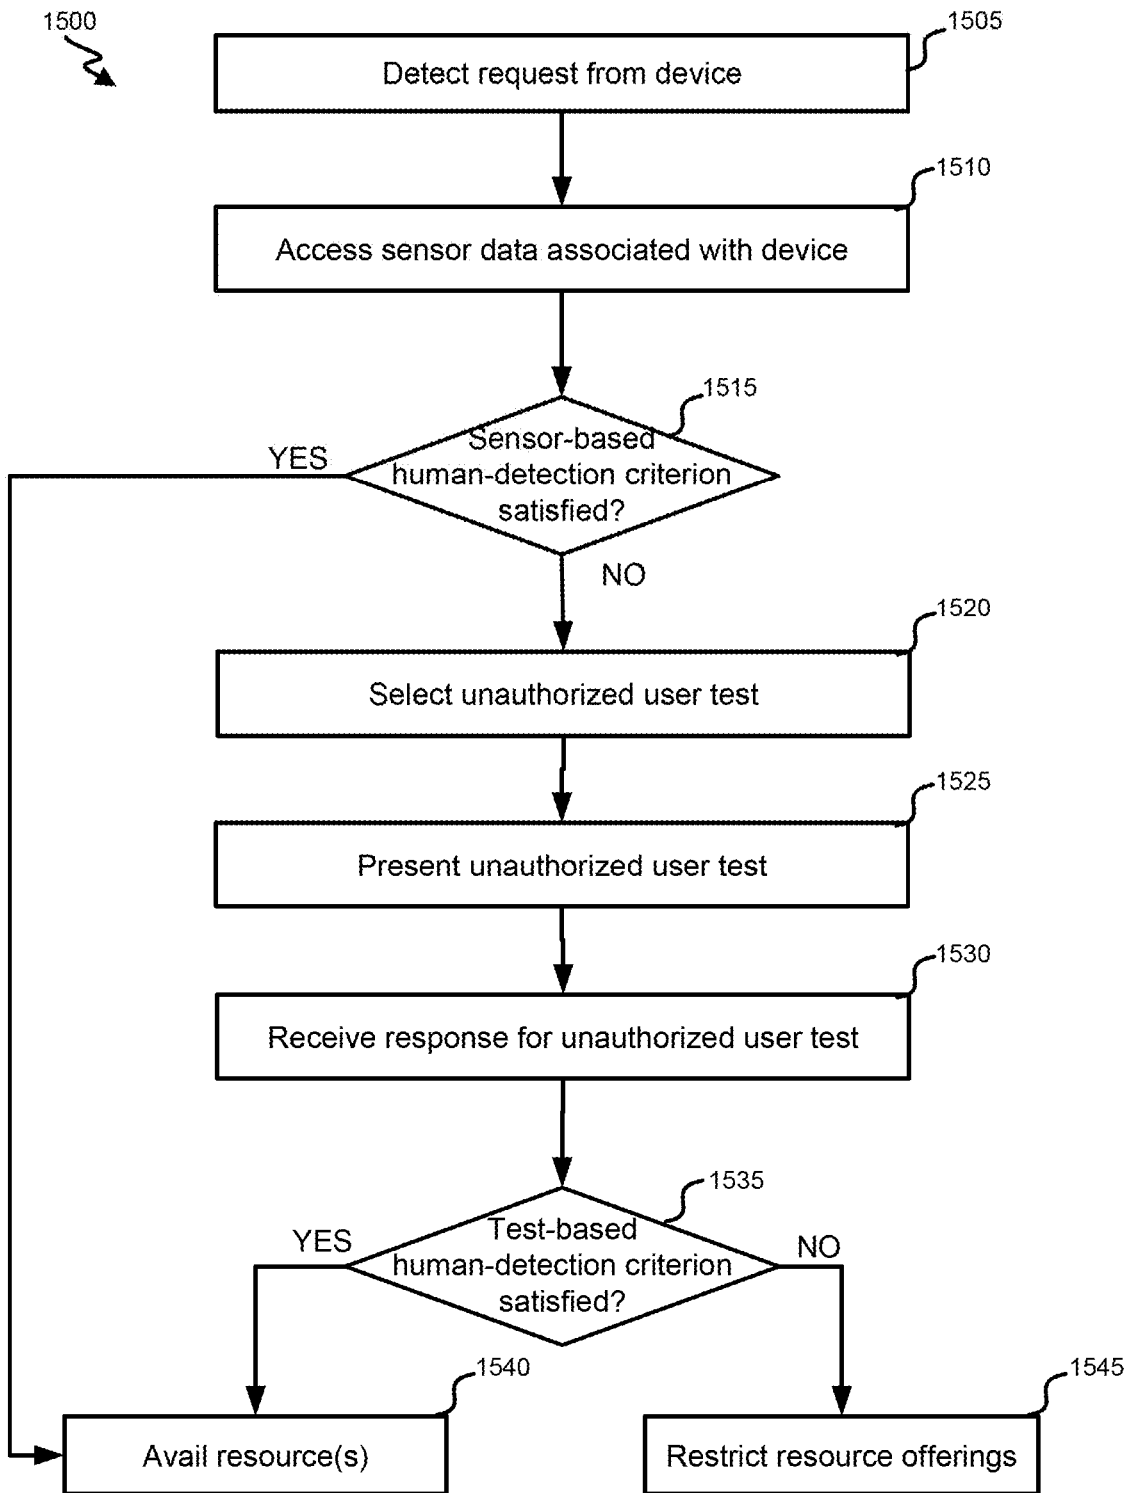 1500
1505
Detect request from device
1510
Access sensor data associated with device
1515
Sensor-based
human-detection criterion
satisfied?
YES
NO
1520
Select unauthorized user test
1525
Present unauthorized user test
1530
Receive response for unauthorized user test
1535
Test-based
human-detection criterion
satisfied?
YES
NO
1540
Avail resource(s)
1545
Restrict resource offerings